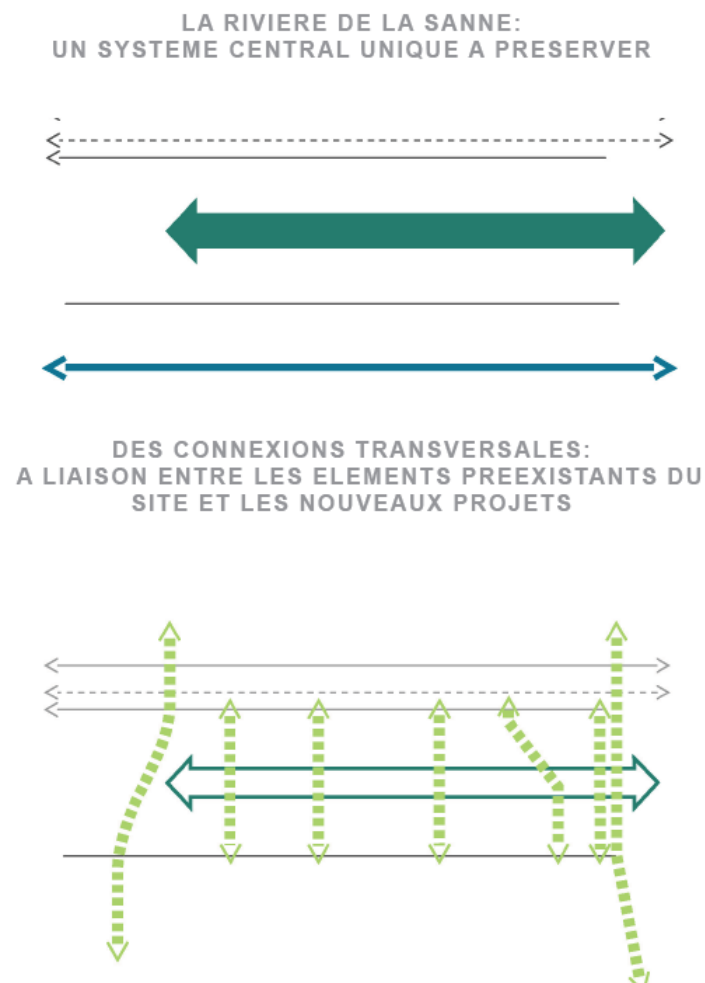 LA RIVIERE DE LA SANNE:
UN SYSTEME CENTRAL UNIQUE A PRESERVER
DES CONNEXIONS TRANSVERSALES:
A LIAISON ENTRE LES ELEMENTS PREEXISTANTS DU
SITE ET LES NOUVEAUX PROJETS